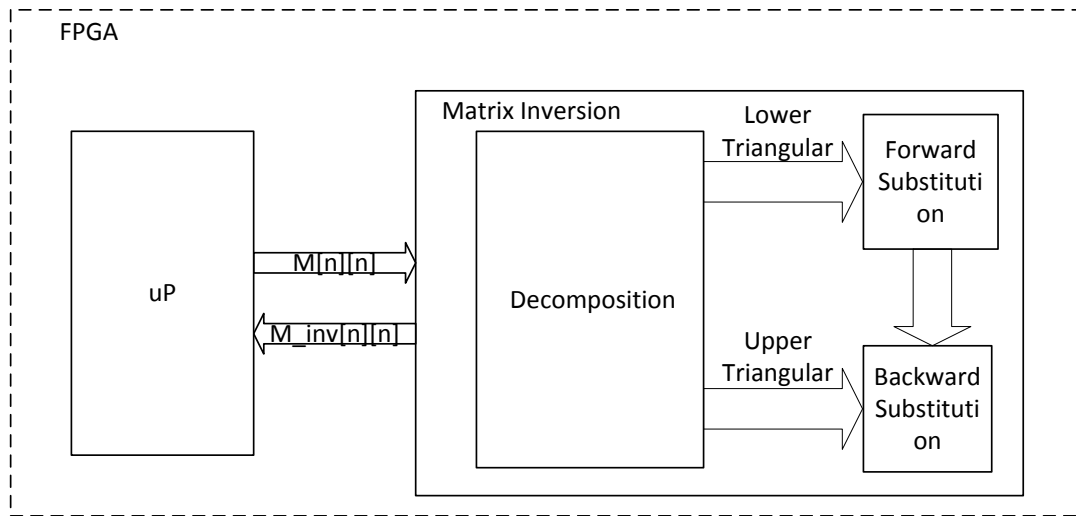 FPGA
Matrix Inversion
Lower
Triangular
Forward
Substituti
on
M[n][n]
uP
Decomposition
M_inv[n][n]
Upper
Triangular
Backward
Substituti
on